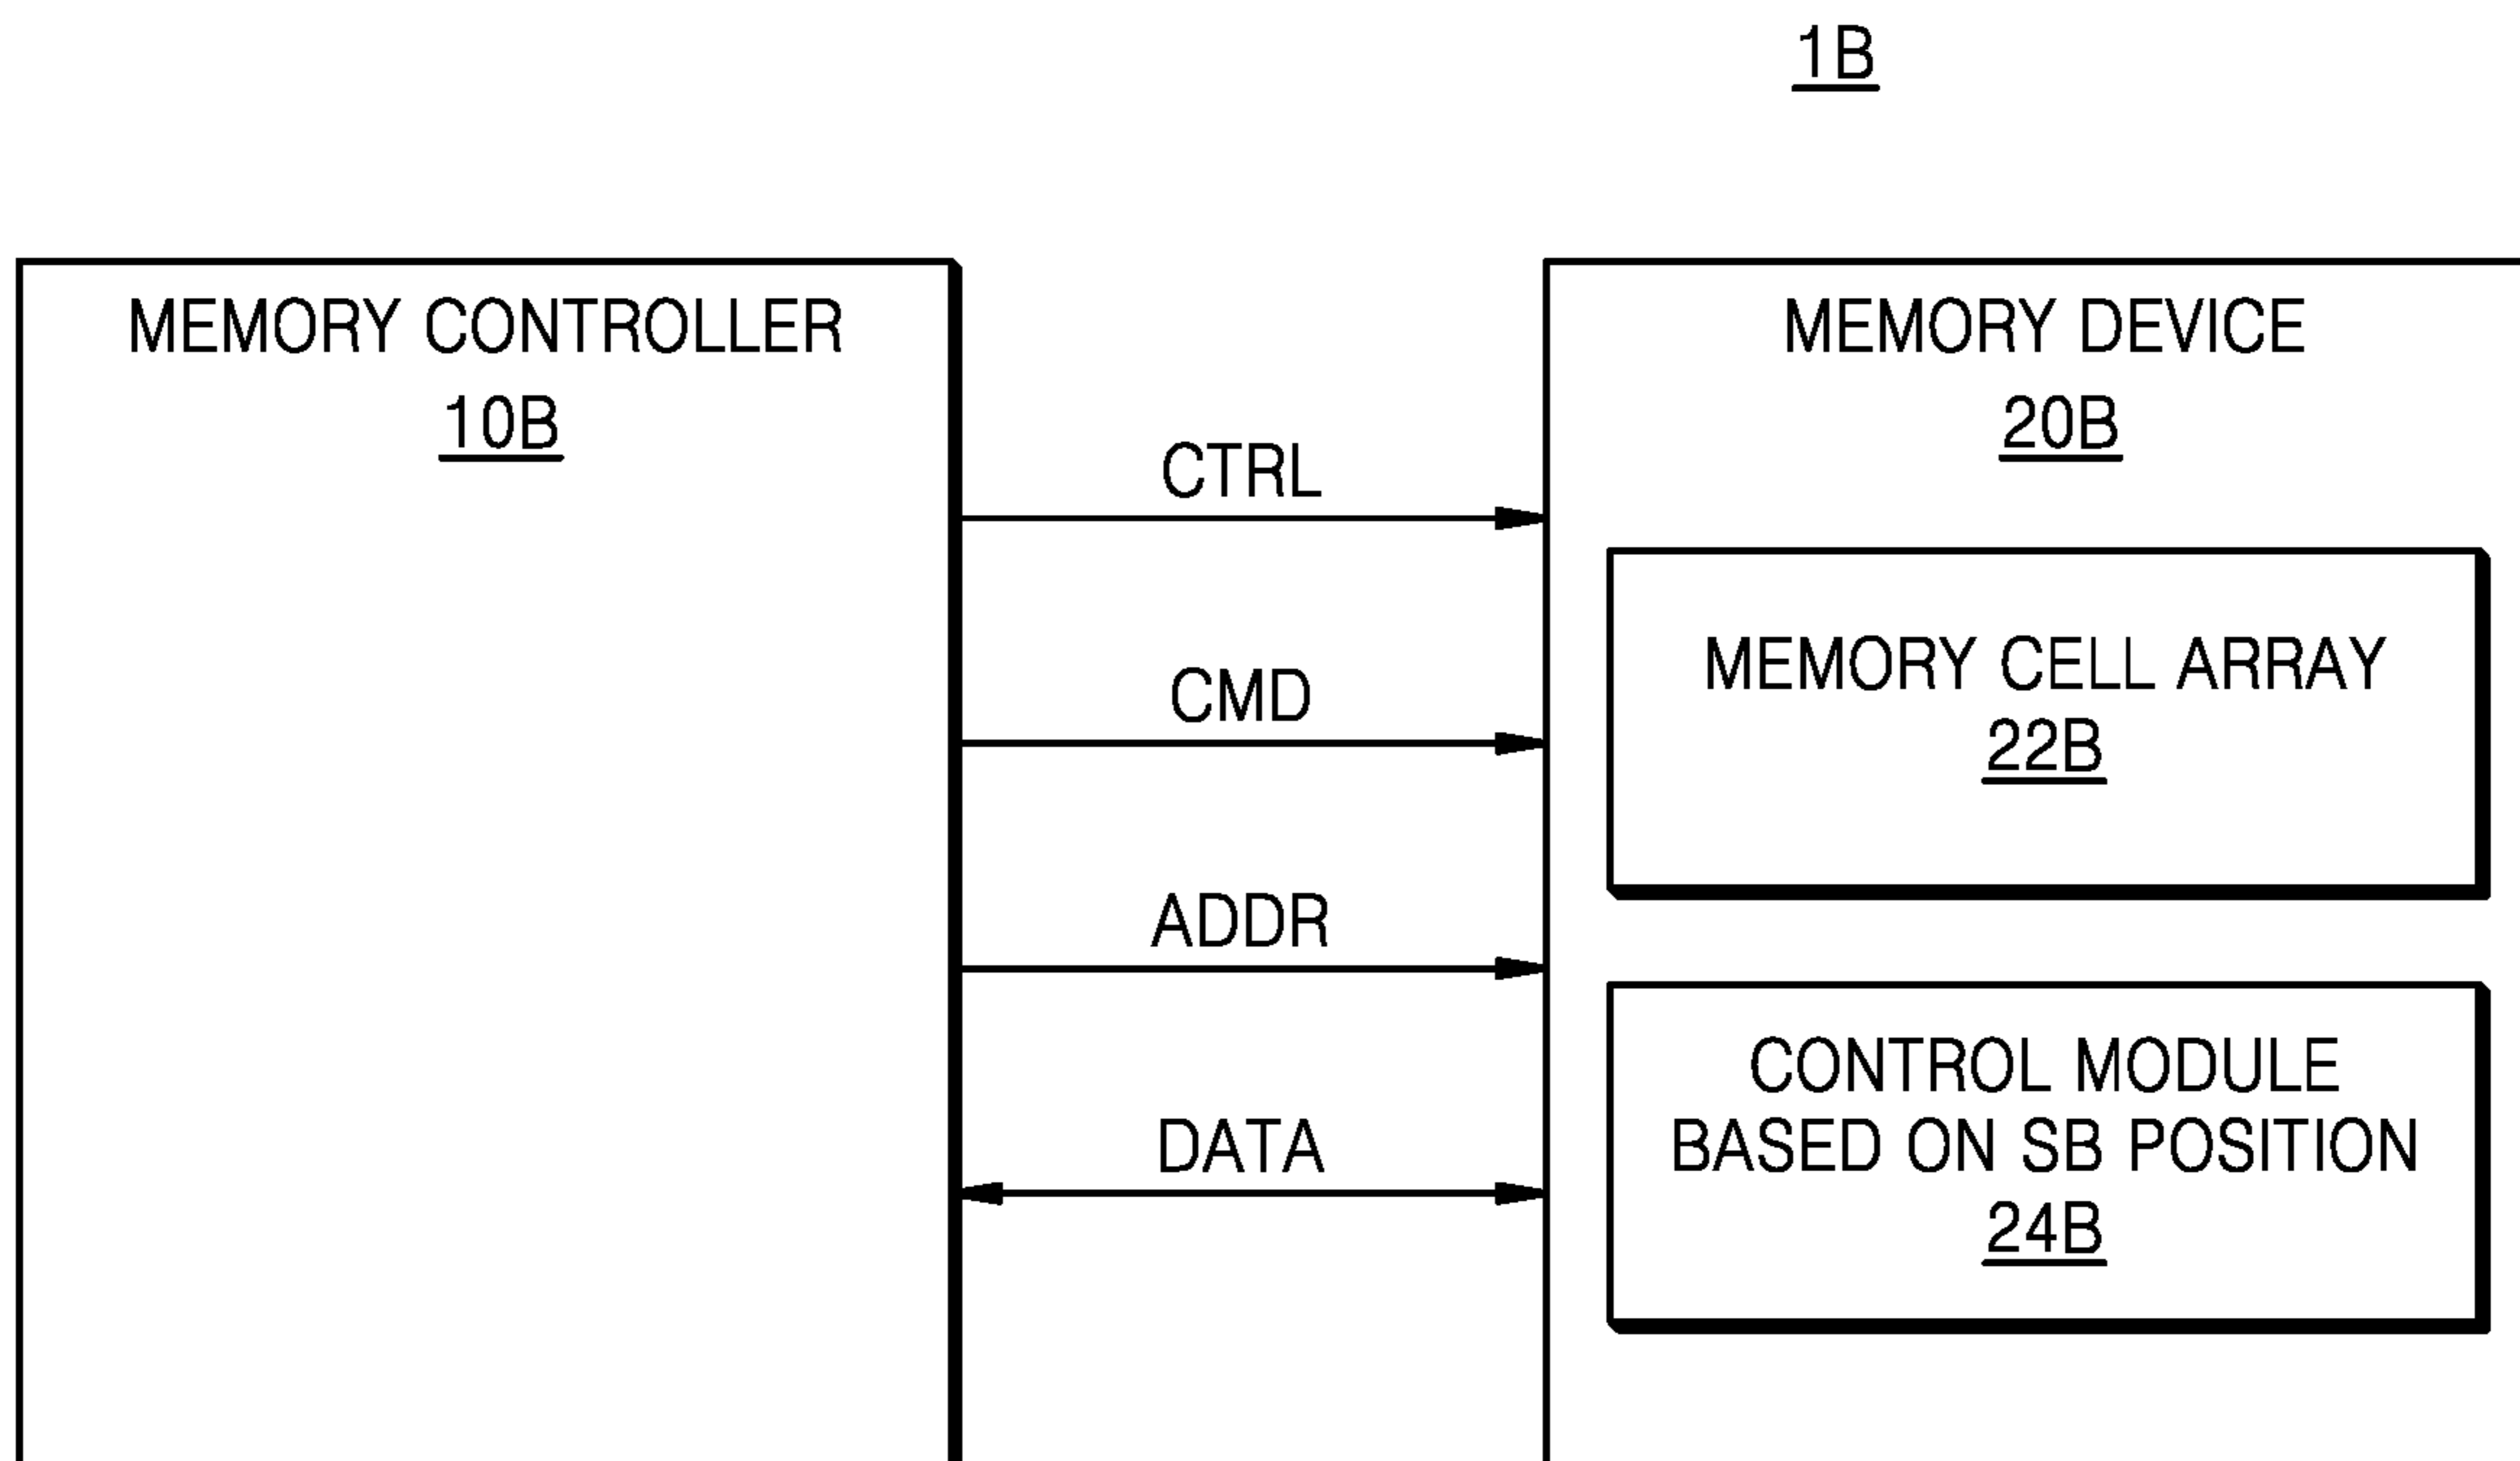 1B
MEMORY CONTROLLER
10B
MEMORY DEVICE
20B
CTRL
CMD
ADDR
DATA
MEMORY CELL ARRAY
22B
CONTROL MODULE
BASED ON SB POSITION
24B